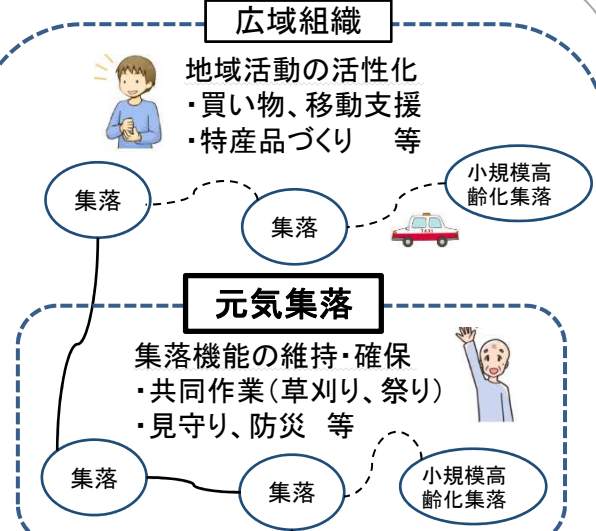 広域組織
地域活動の活性化
・買い物、移動支援
・特産品づくり 等
小規模高
齢化集落
集落
集落
TAXI
元気集落
集落機能の維持・確保
・共同作業（草刈り、祭り）
・見守り、防災 等
集落
集落
小規模高
齢化集落